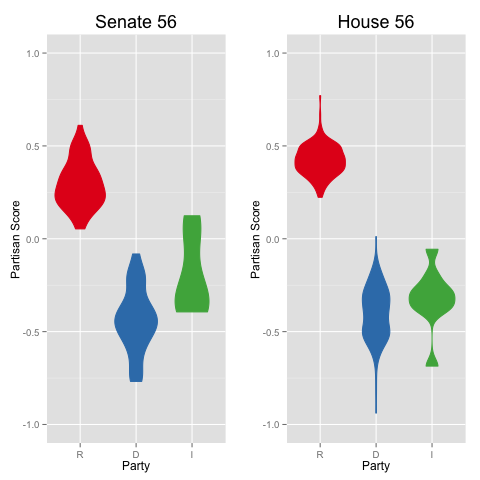 Senate 56
House 56
Partisan Score
1.0
0.5
0.0
-0.5
-1.0
R D I
Party
Partisan Score
1.0
0.5
0.0
-0.5
-1.0
R D I
Party